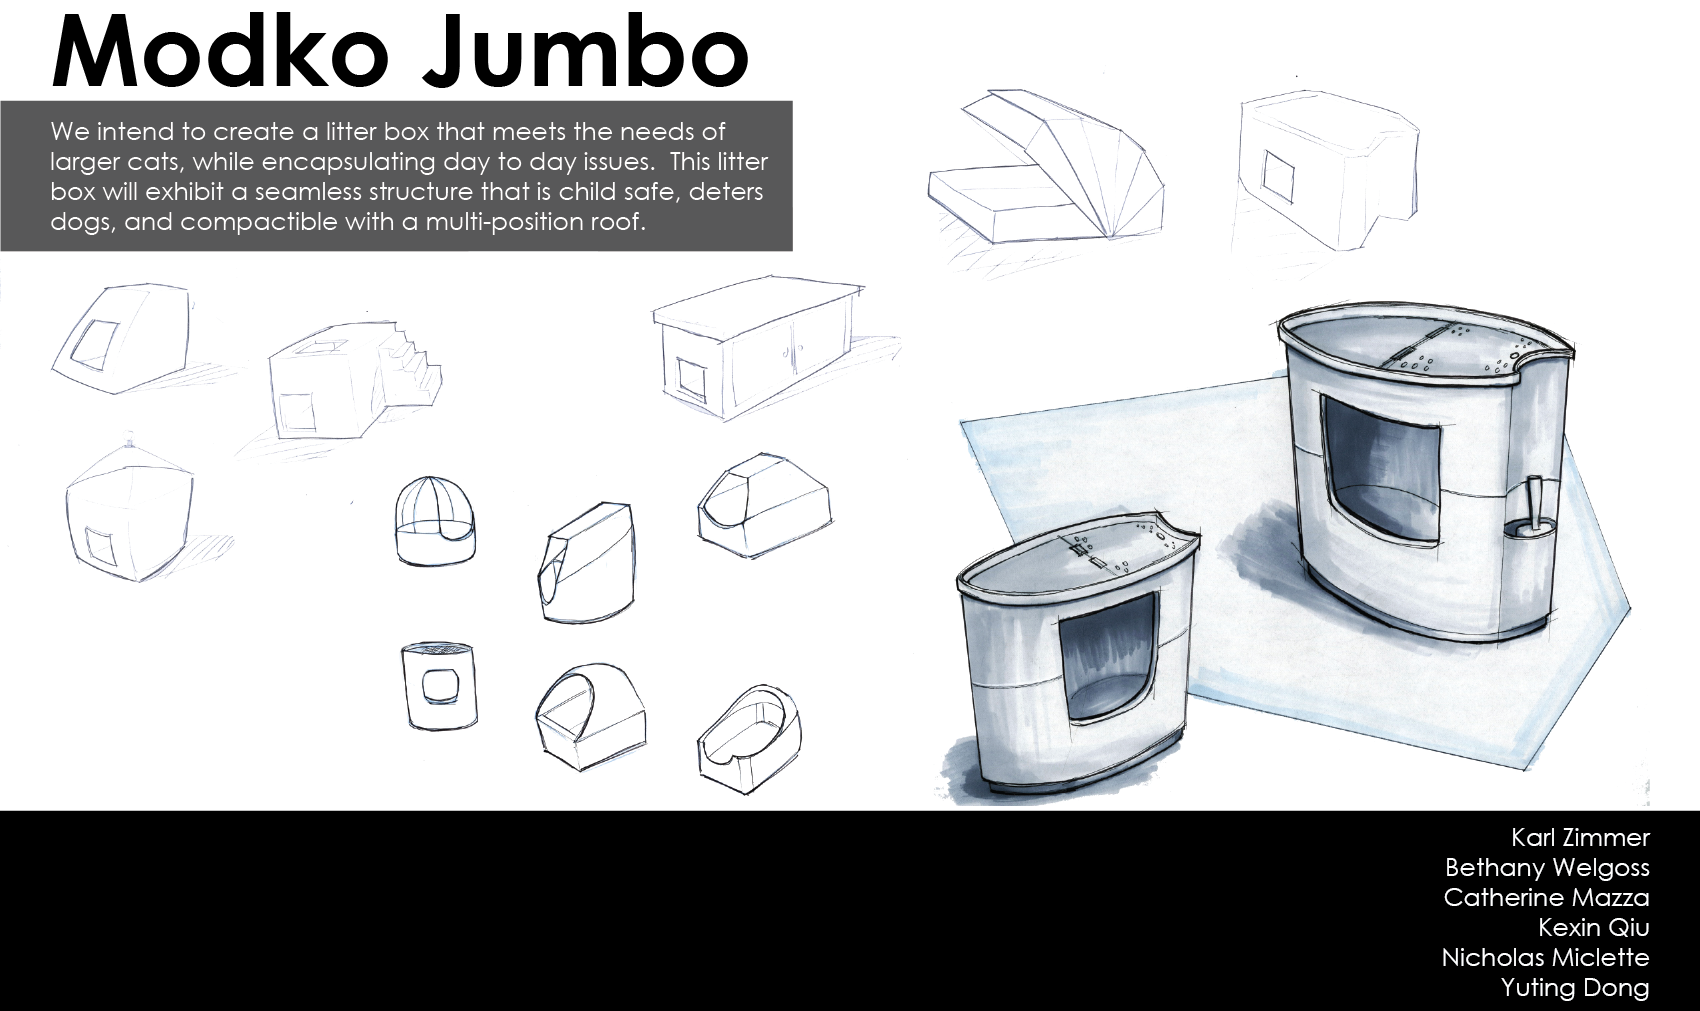 Modko Jumbo
We intend to create a litter box that meets the needs of
larger cats, while encapsulating day to day issues.  This litter
box will exhibit a seamless structure that is child safe, deters
dogs, and compactible with a multi-position roof.
Karl Zimmer
Bethany Welgoss
Catherine Mazza
Kexin Qiu
Nicholas Miclette
Yuting Dong